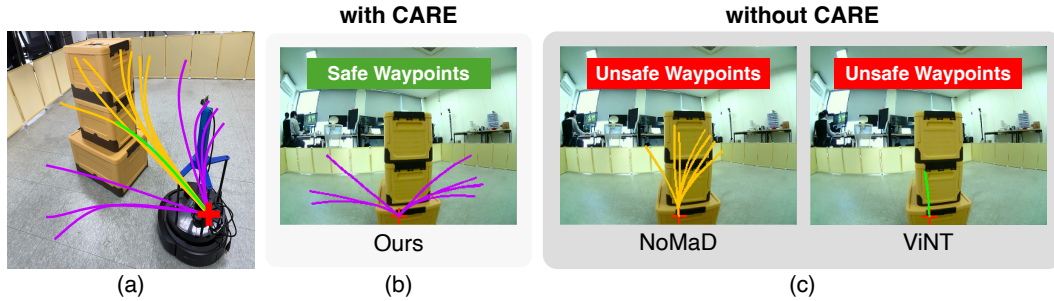 with CARE
without CARE
Safe Waypoints
Unsafe Waypoints
Unsafe Waypoints
Ours
NoMaD
ViNT
(a)
(b)
(c)